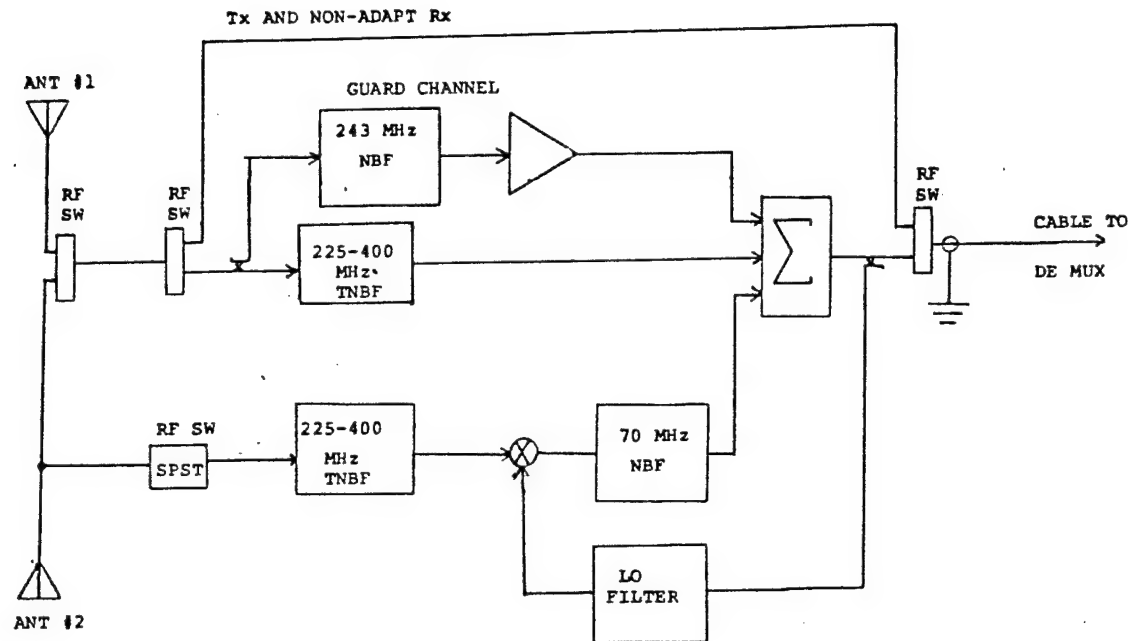 Tx AND NON-ADAPT Rx
ANT #1
GUARD CHANNEL
243 MHz
NBF
RF
SW
RF
SW
RF
SW
225-400
MHz
TNBF
Σ
CABLE TO
DE MUX
RF SW
SPST
225-400
MHz
TNBF
70 MHz
NBF
LO
FILTER
ANT #2